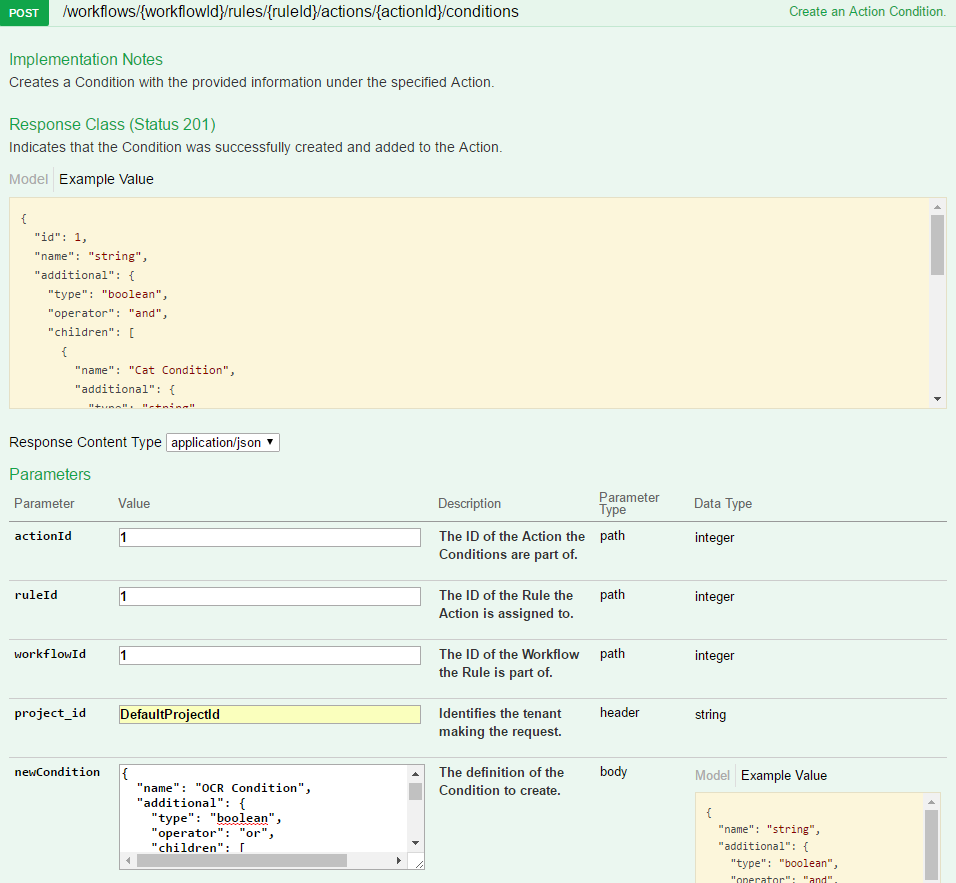 POST /workflows/{workflowId}/rules/{ruleId}/actions/{actionId}/conditions Create an Action Condition.
Implementation Notes
Creates a Condition with the provided information under the specified Action.
Response Class (Status 201)
Indicates that the Condition was successfully created and added to the Action.
Model Example Value
{
"id": 1,
"name": "string",
"additional": {
"type": "boolean",
"operator": "and",
"children": [
{
"name": "Cat Condition",
"additional": {
"type": "string"
Response Content Type application/json
Parameters
Parameter Value Description Parameter Type Data Type
actionId 1 The ID of the Action the path integer
Conditions are part of.
ruleId 1 The ID of the Rule the path integer
Action is assigned to.
workflowId 1 The ID of the Workflow path integer
the Rule is part of.
project_id DefaultProjectId Identifies the tenant header string
making the request.
newCondition The definition of the body
Condition to create.
{
"name": "OCR Condition",
"additional": {
"type": "boolean",
"operator": "or",
"children": [
Model Example Value
{
"name": "string",
"additional": {
"type": "boolean",
"operator": "and",